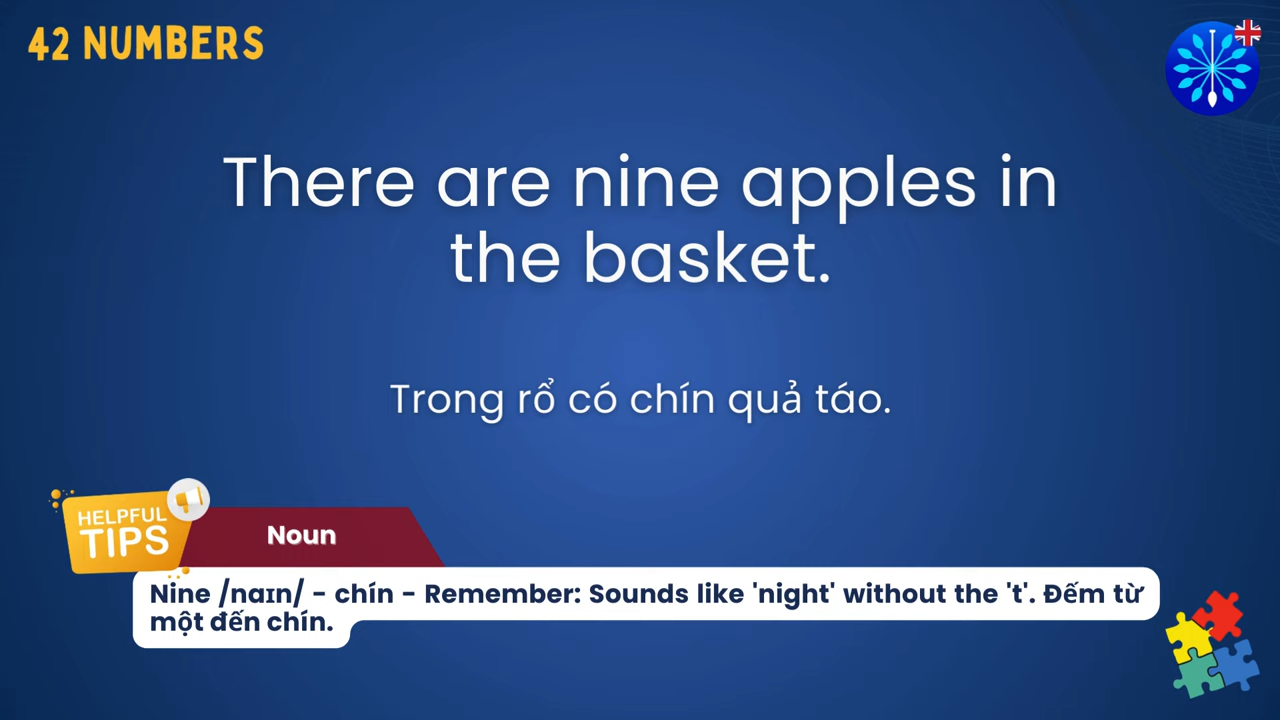 42 NUMBERS
There are nine apples in
the basket.
Trong rổ có chín quả táo.
HELPFUL
TIPS
Noun
Nine /naɪn/ - chín - Remember: Sounds like 'night' without the 't'. Đếm từ
một đến chín.